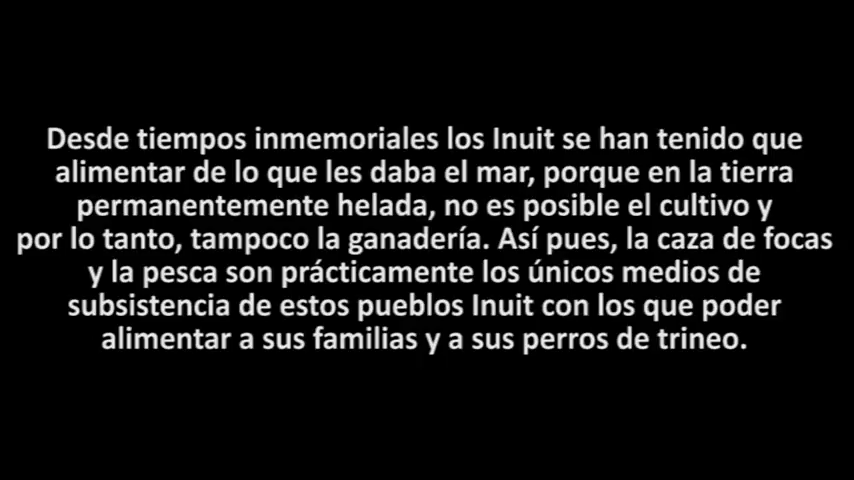 Desde tiempos inmemoriales los Inuit se han tenido que
alimentar de lo que les daba el mar, porque en la tierra
permanentemente helada, no es posible el cultivo y
por lo tanto, tampoco la ganadería. Así pues, la caza de focas
y la pesca son prácticamente los únicos medios de
subsistencia de estos pueblos Inuit con los que poder
alimentar a sus familias y a sus perros de trineo.